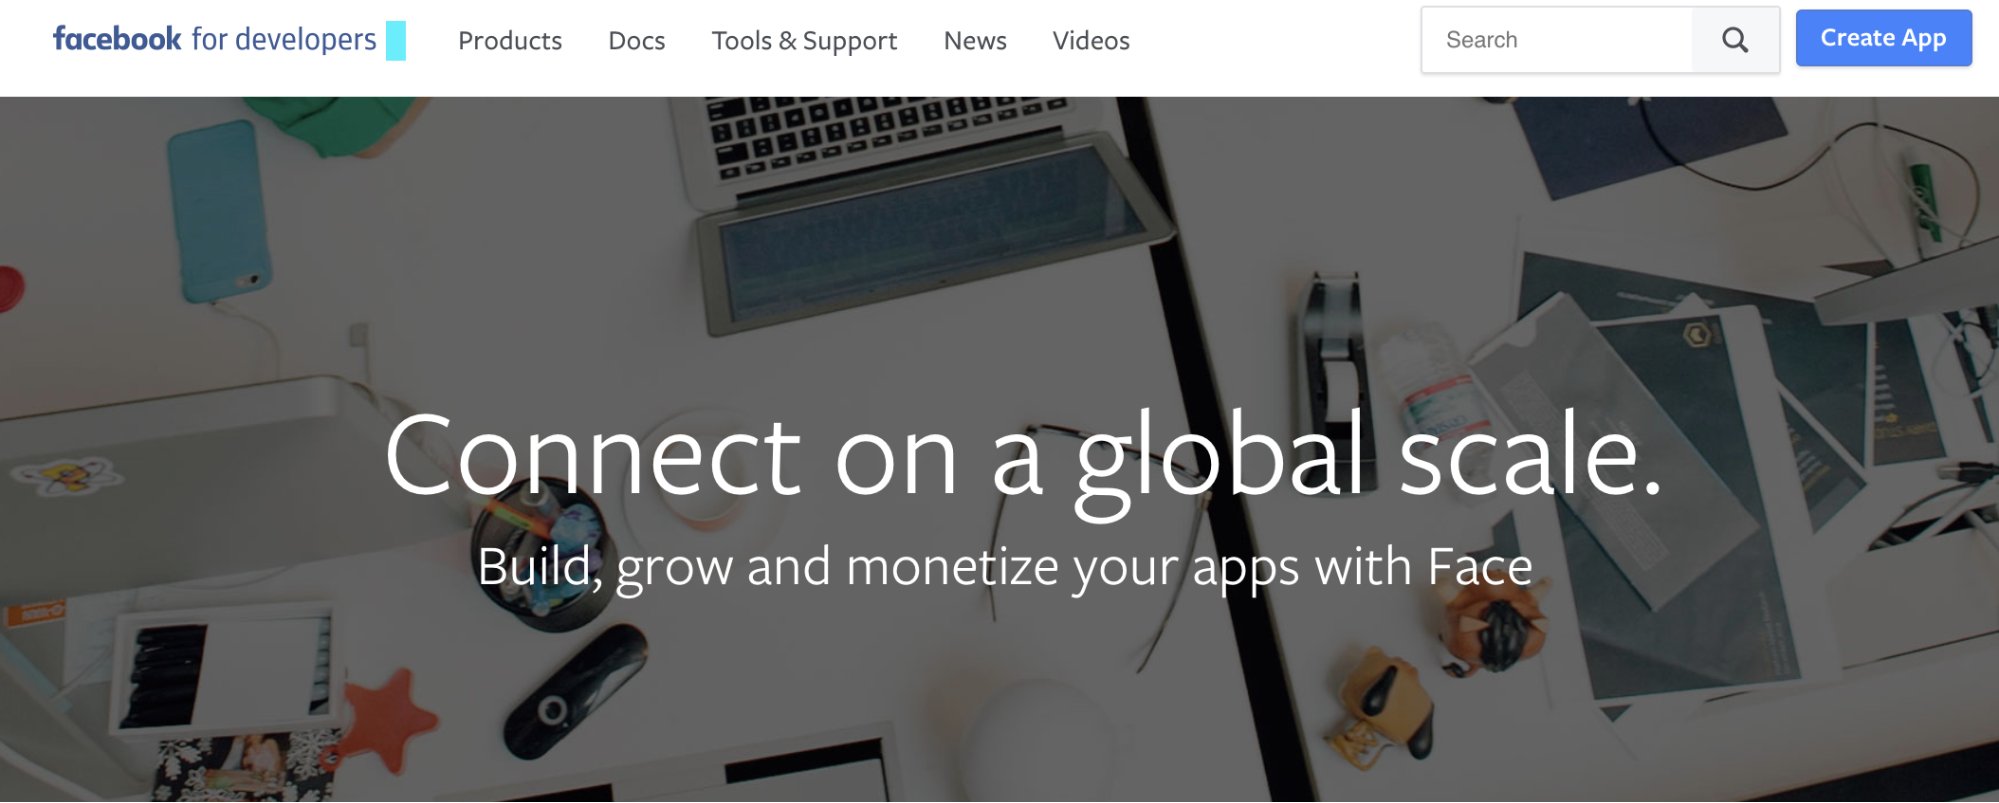 facebook for developers
Products
Docs
Tools & Support
News
Videos
Search
Create App
Connect on a global scale.
Build, grow and monetize your apps with Face